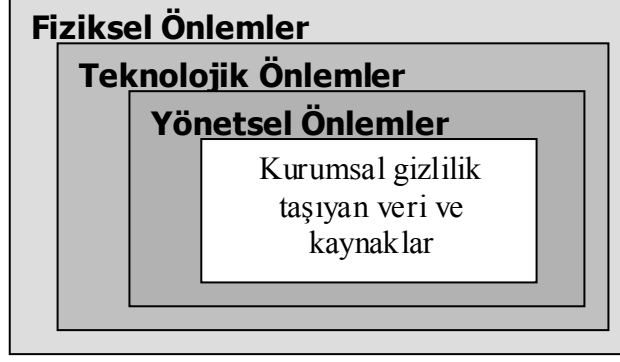 Fiziksel Önlemler
Teknolojik Önlemler
Yönetsel Önlemler
Kurumsal gizlilik
taşıyan veri ve
kaynaklar